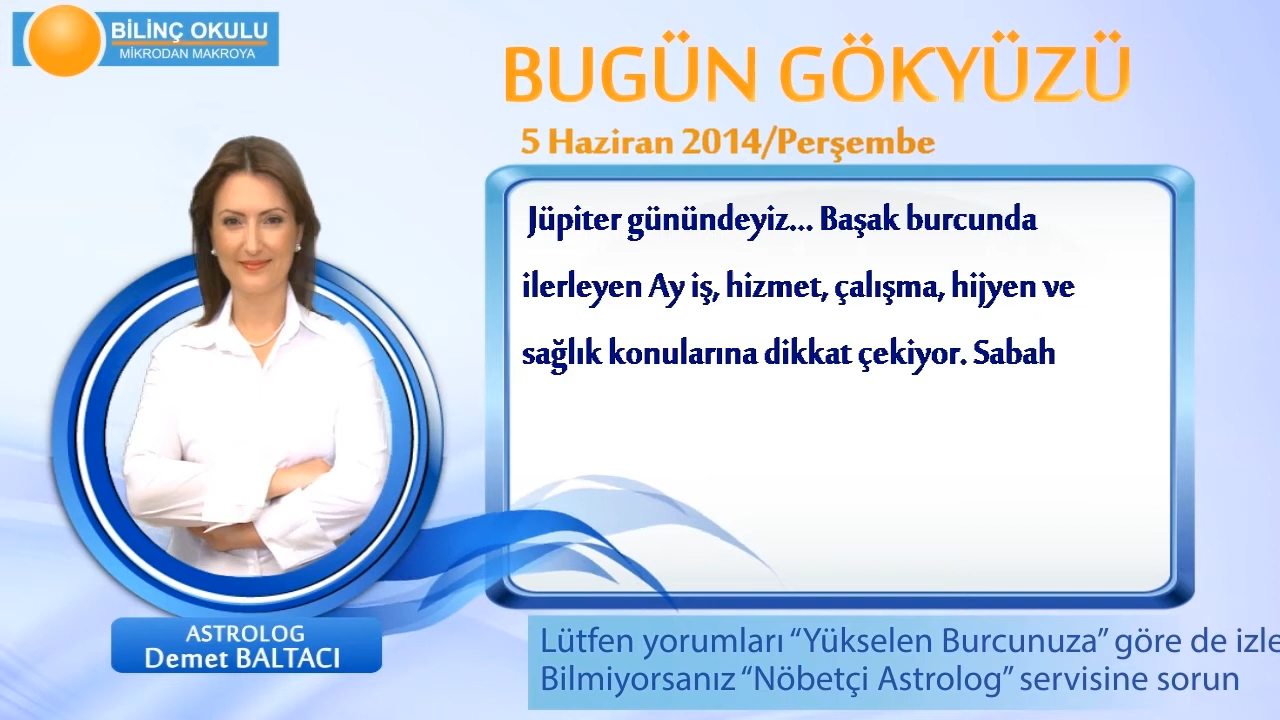 BİLİNÇ OKULU
MİKRODAN MAKROYA
BUGÜN GÖKYÜZÜ
5 Haziran 2014/Perşembe
Jüpiter günündeyiz... Başak burcunda
ilerleyen Ay iş, hizmet, çalışma, hijyen ve
sağlık konularına dikkat çekiyor. Sabah
ASTROLOG
Demet BALTACI
Lütfen yorumları “Yükselen Burcunuza” göre de izle
Bilmiyorsanız “Nöbetçi Astrolog” servisine sorun